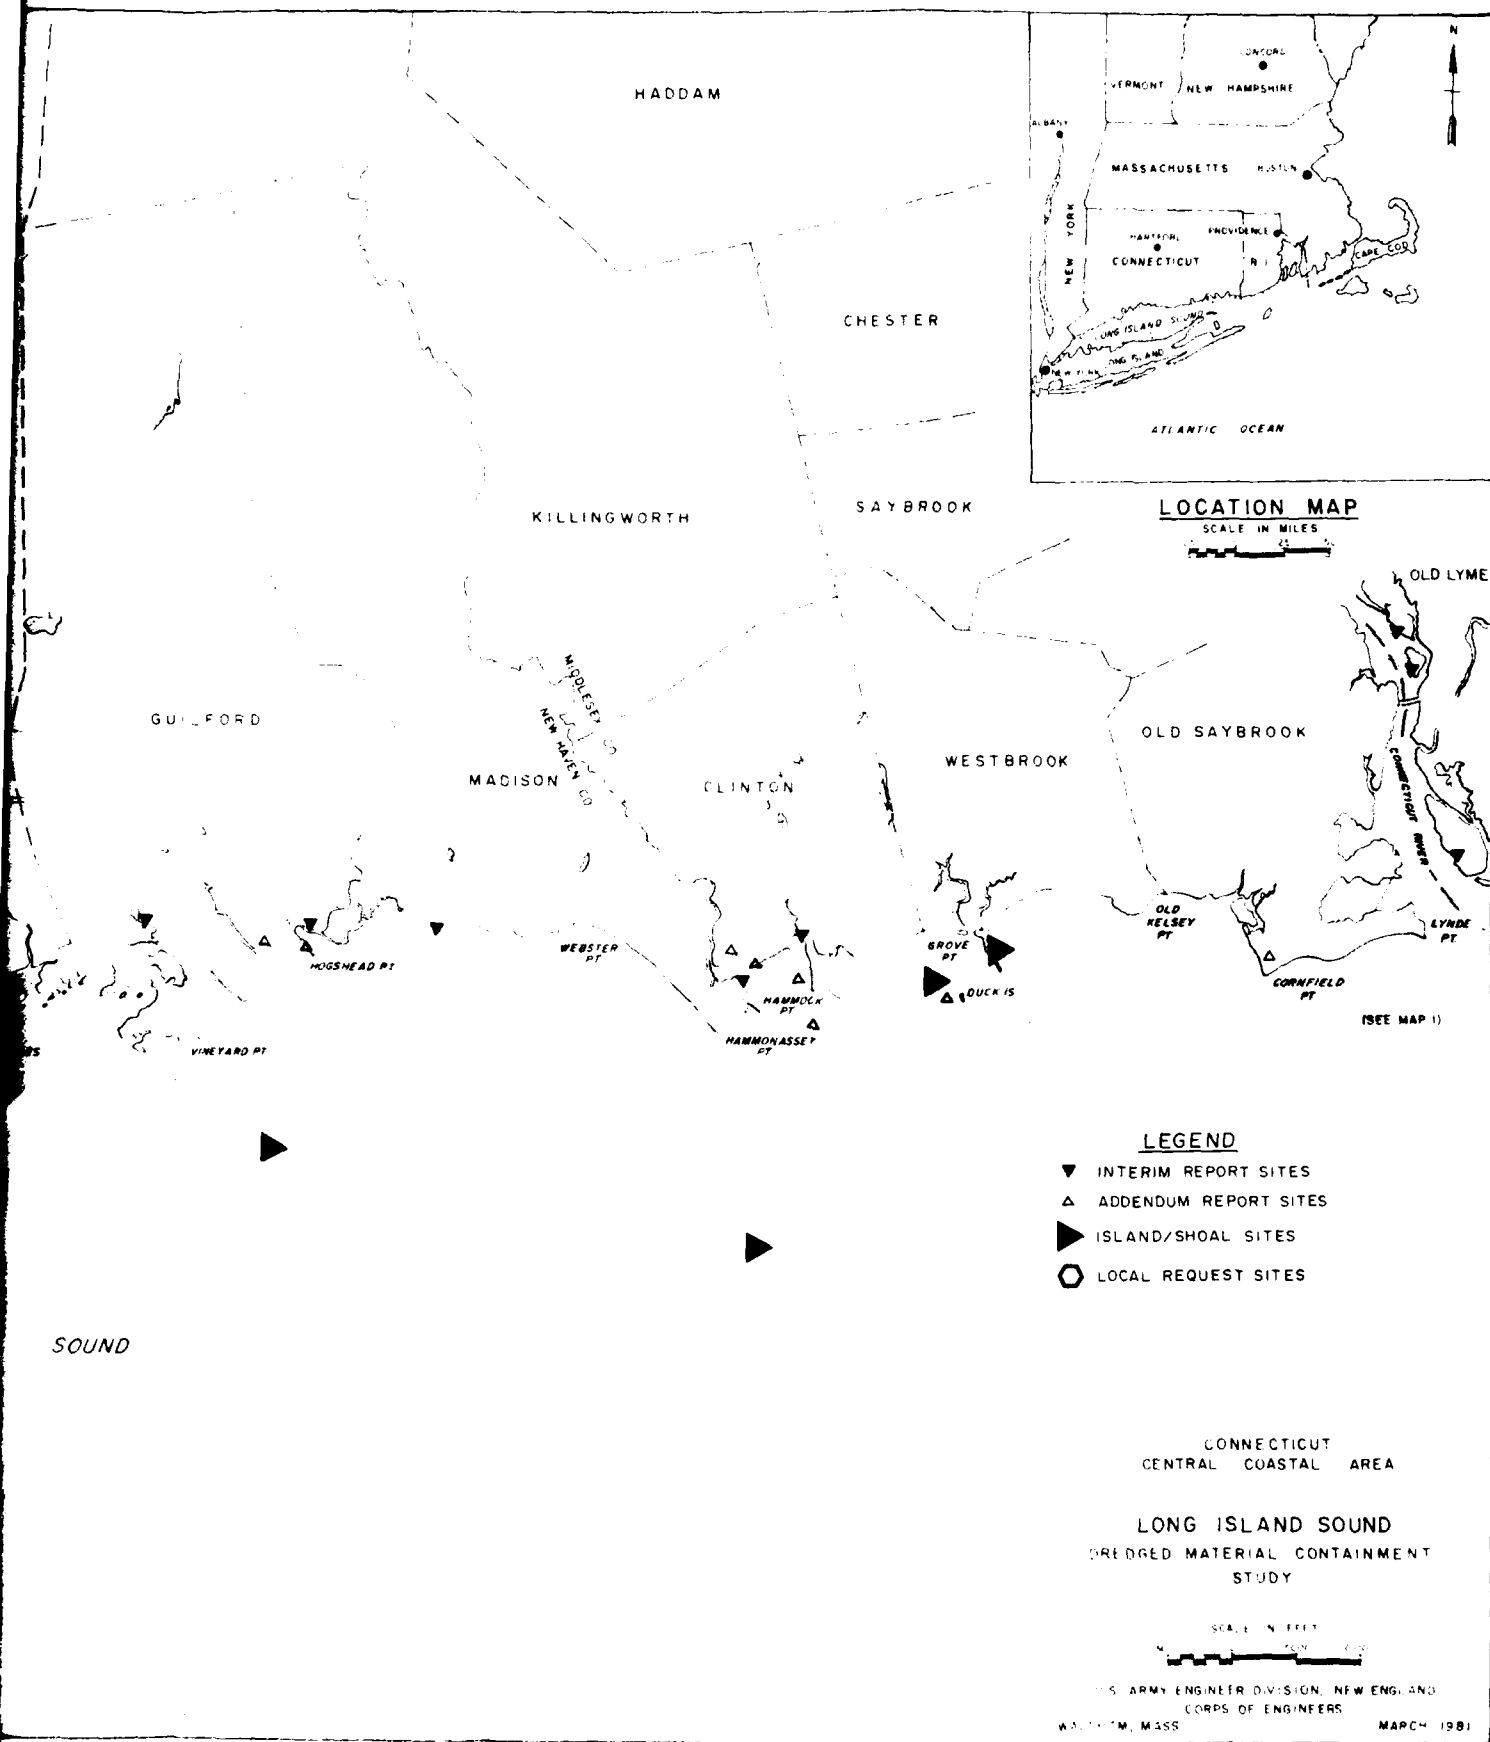 HADDAM
CHESTER
SAYBROOK
KILLINGWORTH
MIDDLESEX CO
NEW HAVEN CO
MADISON
CLINTON
WESTBROOK
OLD SAYBROOK
OLD LYME
CONNECTICUT RIVER
HOGSHEAD PT
VINEYARD PT
WEBSTER
PT
HAMMOCK
PT
HAMMONASSET
PT
GROVE
PT
DUCK IS
OLD
KELSEY
PT
CORNFIELD
PT
LYNDE
PT
(SEE MAP 1)
SOUND
N
CONCORD
VERMONT
NEW HAMPSHIRE
ALBANY
MASSACHUSETTS
NEW YORK
PROVIDENCE
CONNECTICUT
R I
CAPE COD
LONG ISLAND SOUND
NEW YORK
ATLANTIC OCEAN
LOCATION MAP
SCALE IN MILES
LEGEND
INTERIM REPORT SITES
ADDENDUM REPORT SITES
ISLAND/SHOAL SITES
LOCAL REQUEST SITES
CONNECTICUT
CENTRAL COASTAL AREA
LONG ISLAND SOUND
DREDGED MATERIAL CONTAINMENT
STUDY
SCALE IN FEET
ARMY ENGINEER DIVISION, NEW ENGLAND
CORPS OF ENGINEERS
MASS
MARCH 1981